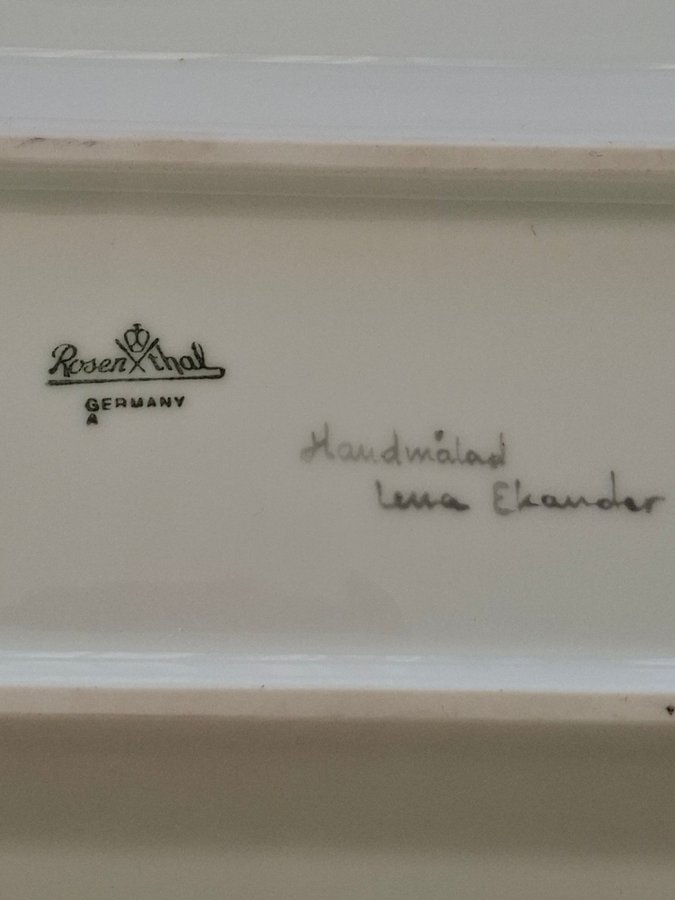 Rosenthal
GERMANY
A
Handmålad
Lena Ekander